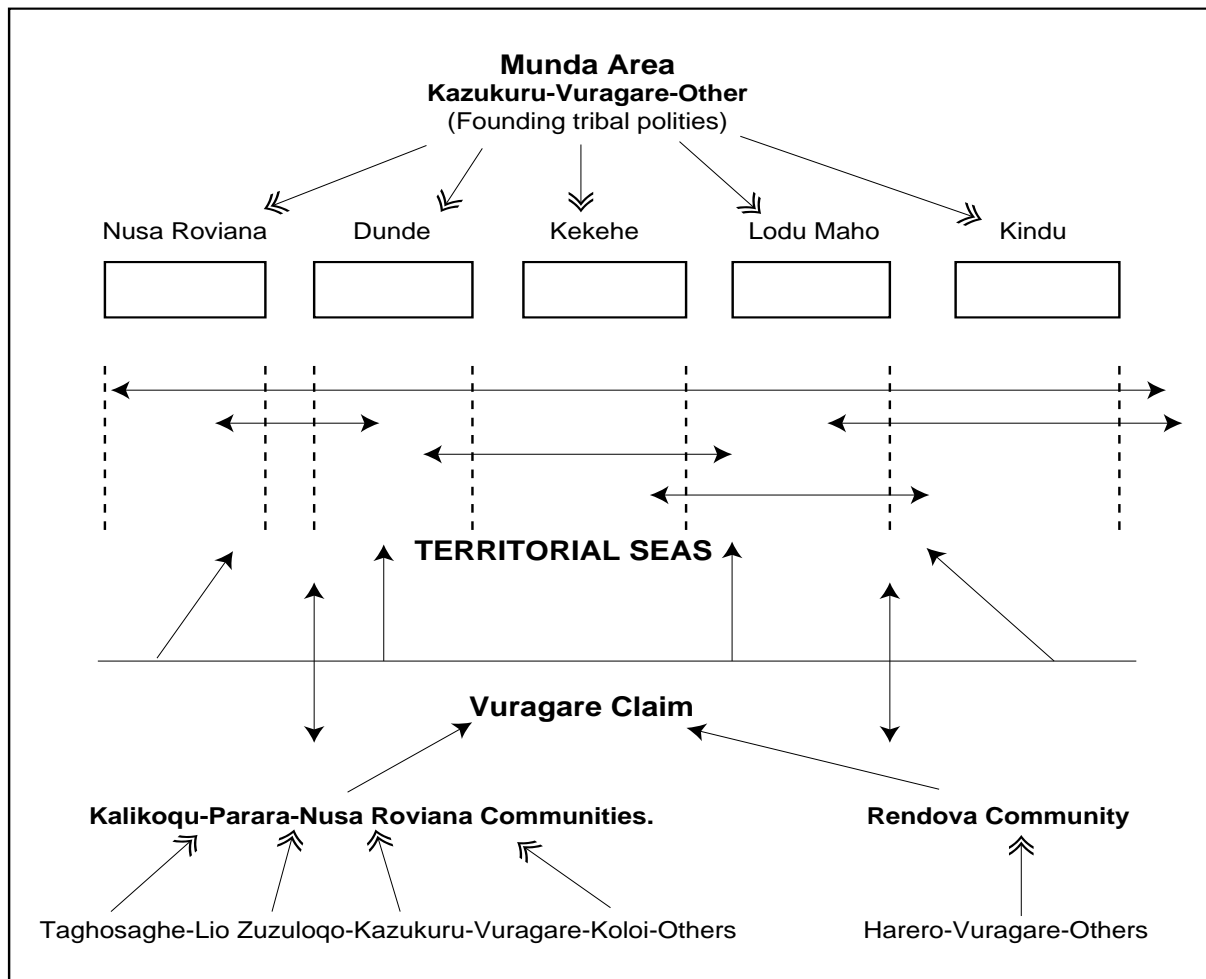 Munda Area
Kazukuru-Vuragare-Other
(Founding tribal polities)
Nusa Roviana Dunde Kekehe Lodu Maho Kindu
TERRITORIAL SEAS
Vuragare Claim
Kalikoqu-Parara-Nusa Roviana Communities. Rendova Community
Taghosaghe-Lio Zuzuloqo-Kazukuru-Vuragare-Koloi-Others Harero-Vuragare-Others